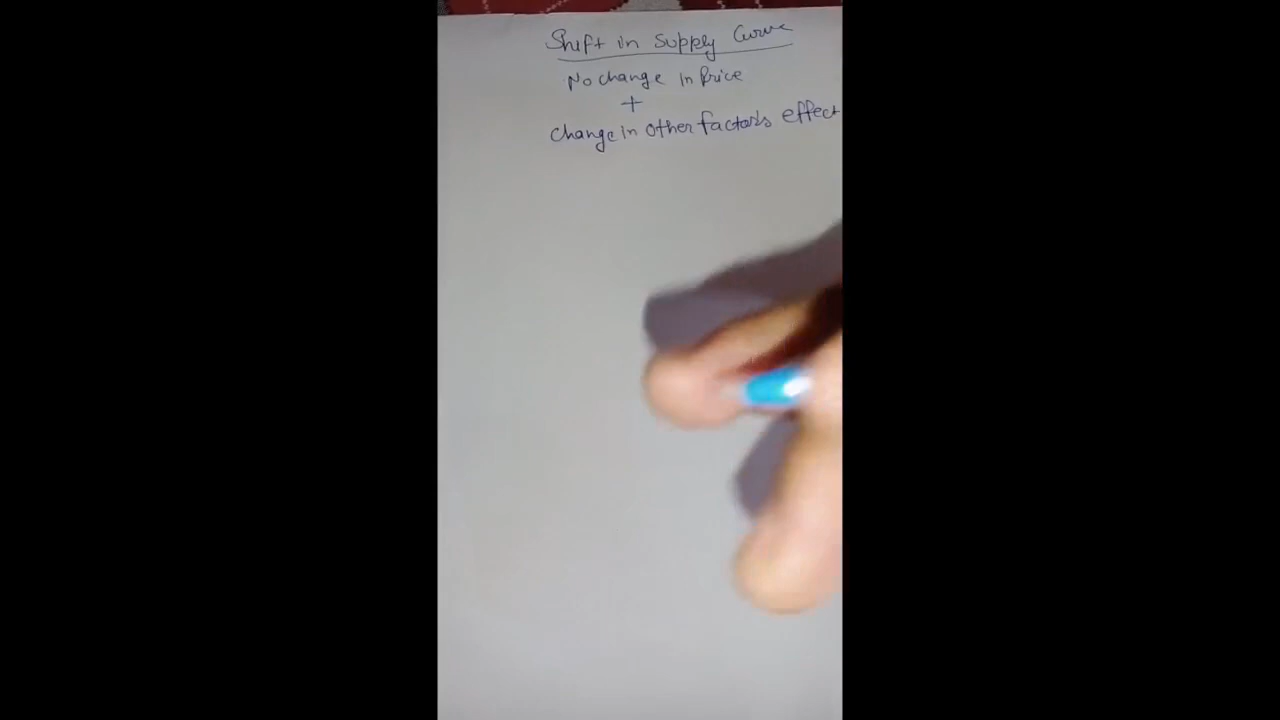 Shift in Supply Curve
No change in Price
+
change in other factors effect